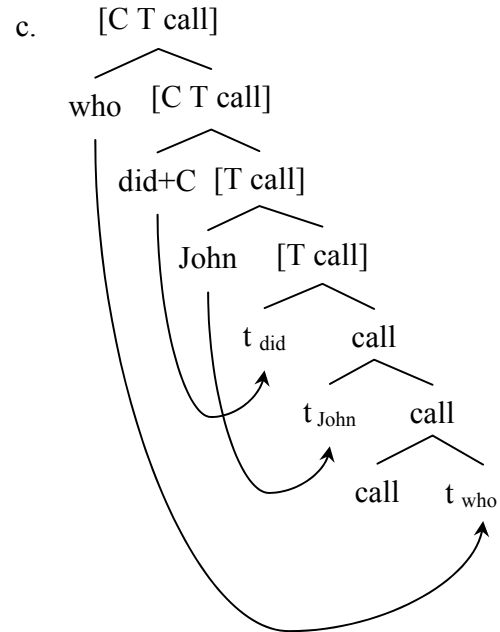 c. [C T call]
who [C T call]
did+C [T call]
John [T call]
t did call
t John call
call t who